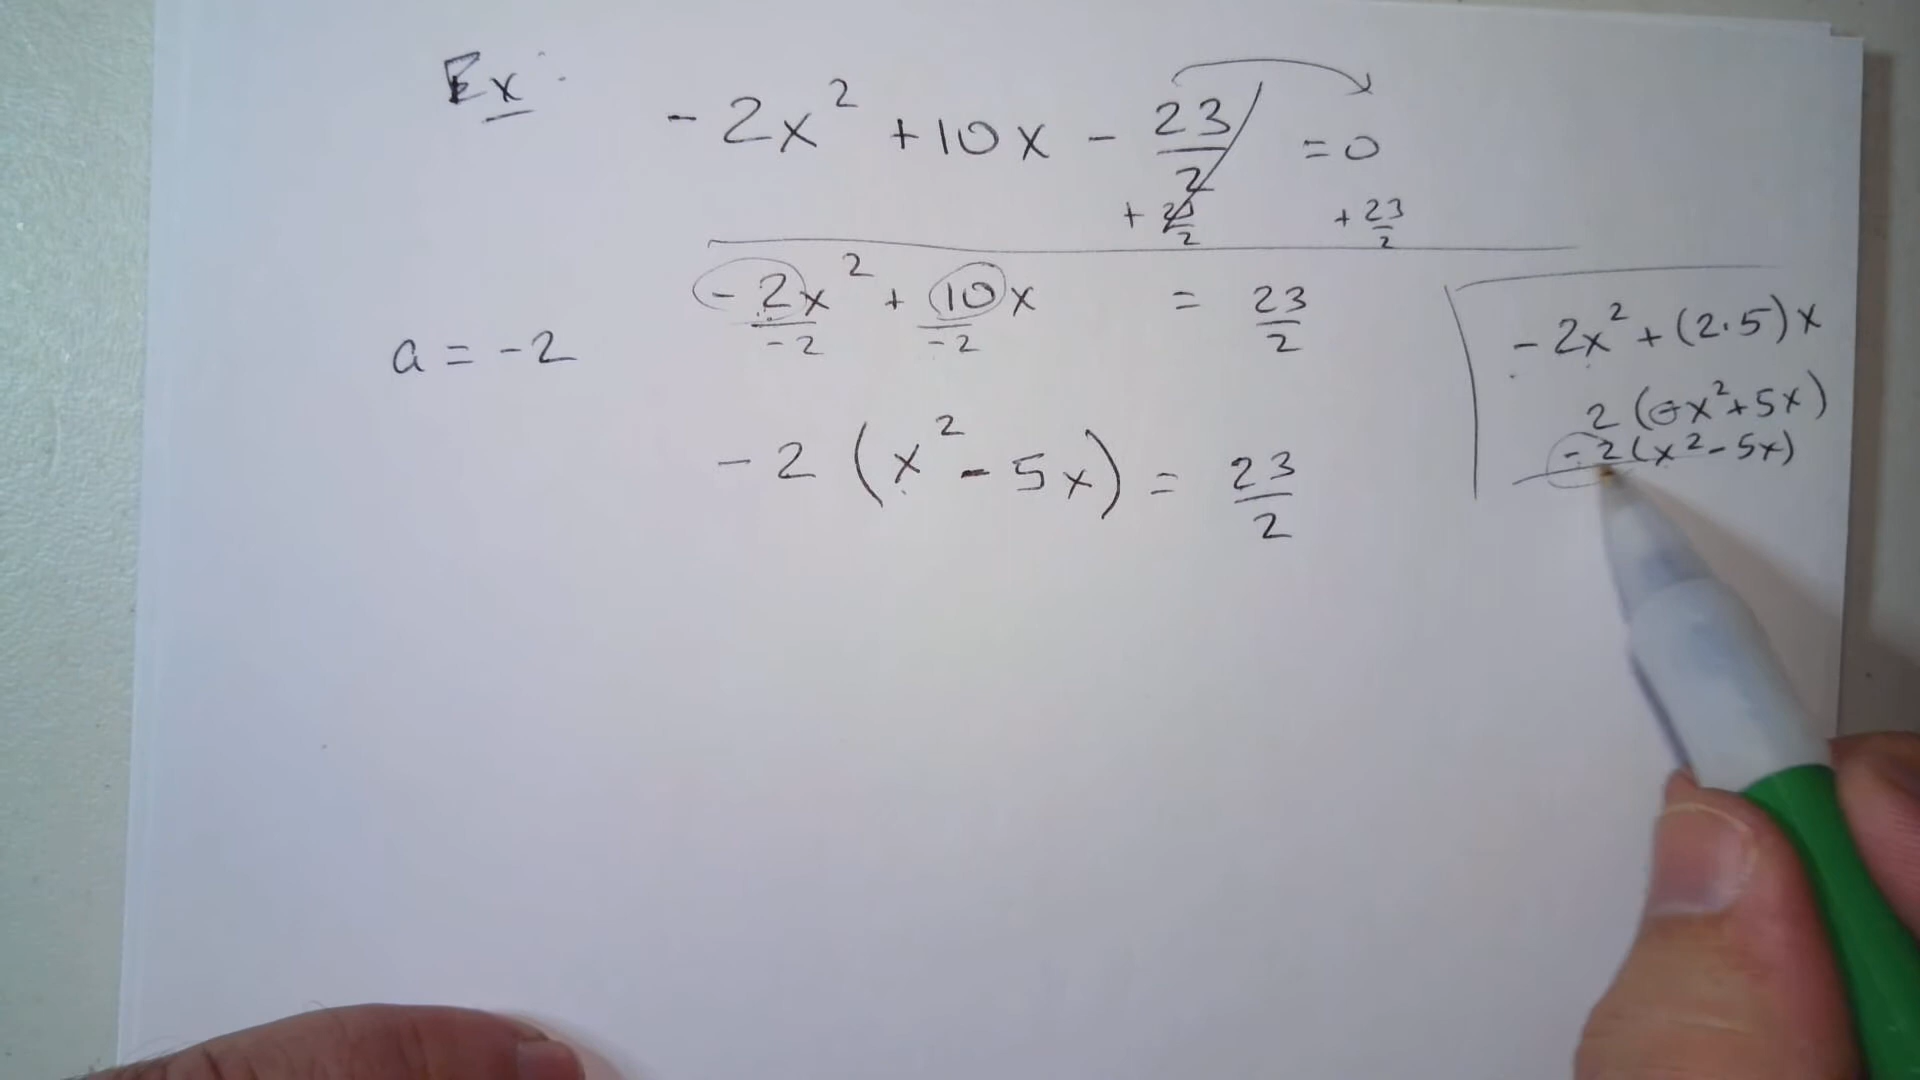 Ex:
-2x² + 10x - 23/2 = 0
+ 23/2 + 23/2
-2x² + 10x = 23/2
-2 -2
a = -2
-2 (x² - 5x) = 23/2
-2x² + (2·5)x
2 (-x² + 5x)
-2 (x² - 5x)